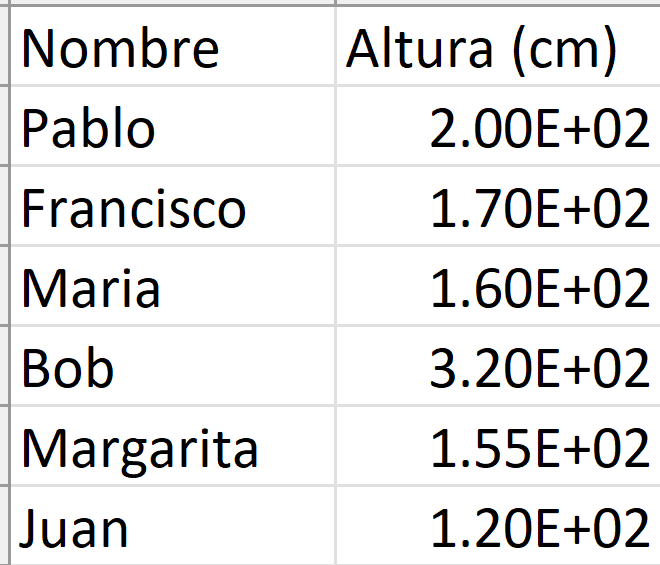 Nombre Altura (cm)
Pablo 2.00E+02
Francisco 1.70E+02
Maria 1.60E+02
Bob 3.20E+02
Margarita 1.55E+02
Juan 1.20E+02